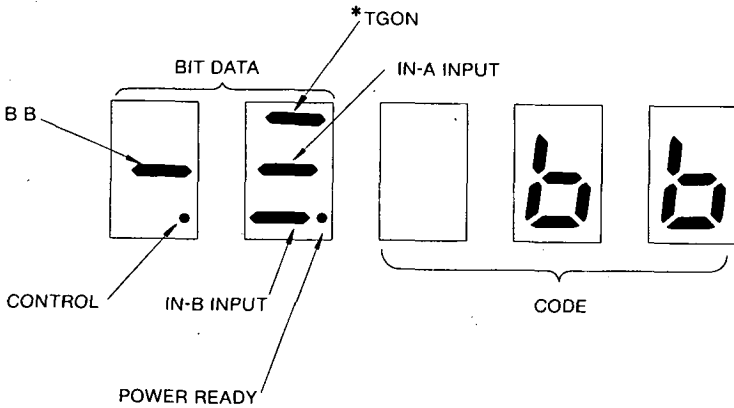 *TGON
BIT DATA
IN-A INPUT
B B
b b
CONTROL
IN-B INPUT
CODE
POWER READY